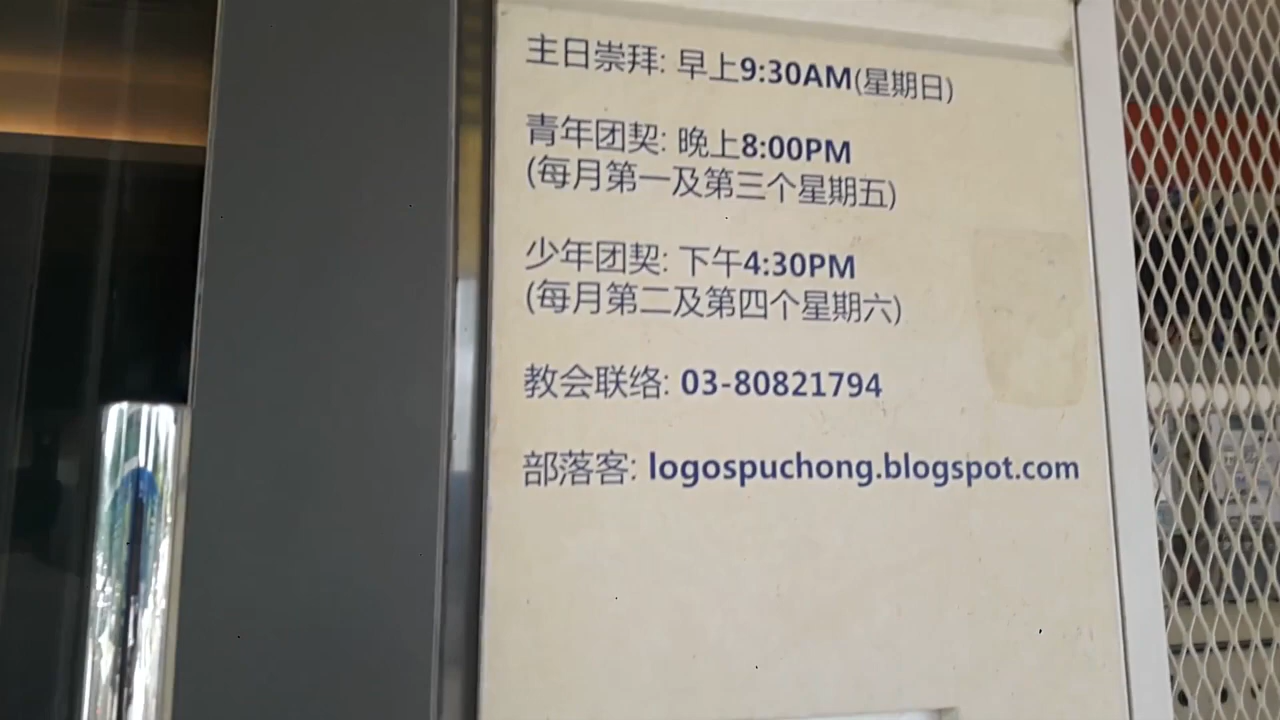 主日崇拜: 早上9:30AM(星期日)
青年团契: 晚上8:00PM
(每月第一及第三个星期五)
少年团契: 下午4:30PM
(每月第二及第四个星期六)
教会联络: 03-80821794
部落客: logospuchong.blogspot.com